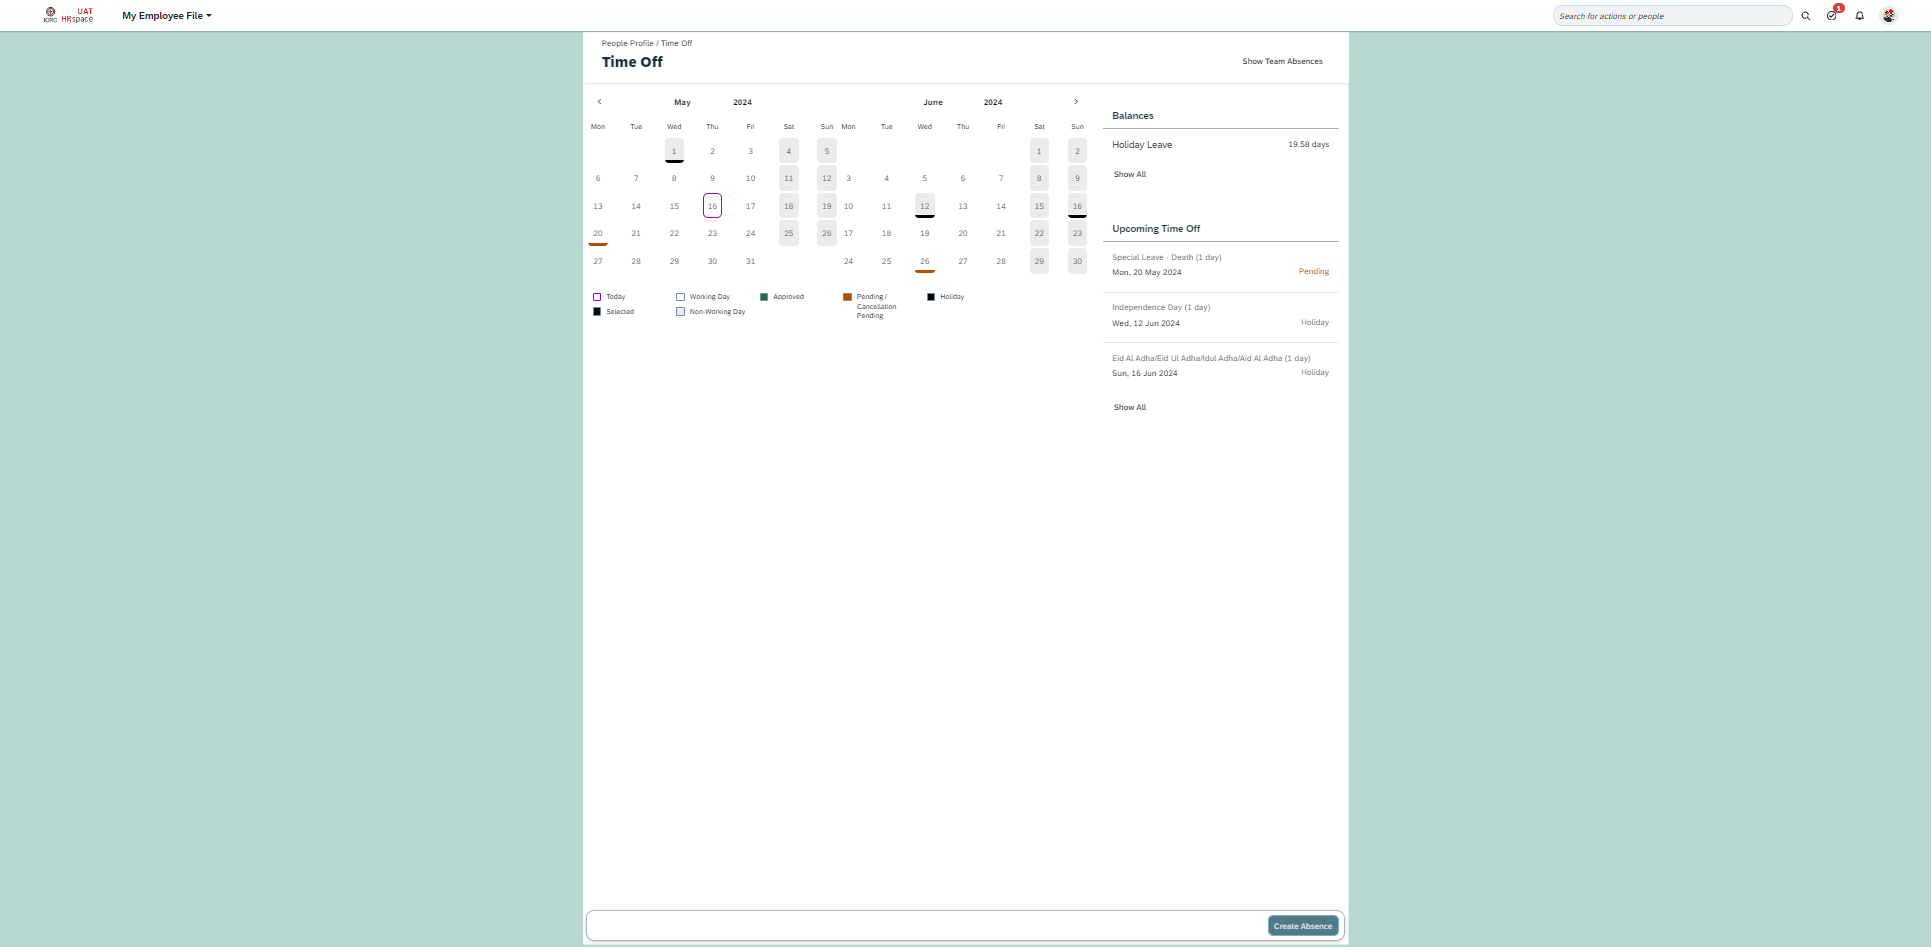 ICRC
UAT
HRspace
My Employee File
Search for actions or people
1
People Profile / Time Off
Time Off
Show Team Absences
May 2024
Mon Tue Wed Thu Fri Sat Sun
1 2 3 4 5
6 7 8 9 10 11 12
13 14 15 16 17 18 19
20 21 22 23 24 25 26
27 28 29 30 31
June 2024
Mon Tue Wed Thu Fri Sat Sun
1 2
3 4 5 6 7 8 9
10 11 12 13 14 15 16
17 18 19 20 21 22 23
24 25 26 27 28 29 30
Today
Working Day
Approved
Pending /
Cancellation
Pending
Holiday
Selected
Non-Working Day
Balances
Holiday Leave 19.58 days
Show All
Upcoming Time Off
Special Leave - Death (1 day)
Mon, 20 May 2024 Pending
Independence Day (1 day)
Wed, 12 Jun 2024 Holiday
Eid Al Adha/Eid Ul Adha/Idul Adha/Aid Al Adha (1 day)
Sun, 16 Jun 2024 Holiday
Show All
Create Absence